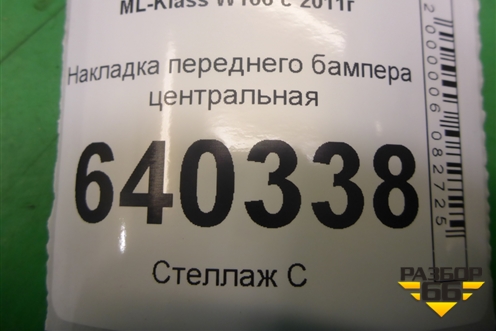 ML-Klass W166 с 2011г
Накладка переднего бампера
центральная
640338
Стеллаж С
2000006082725
РАЗБОР
66